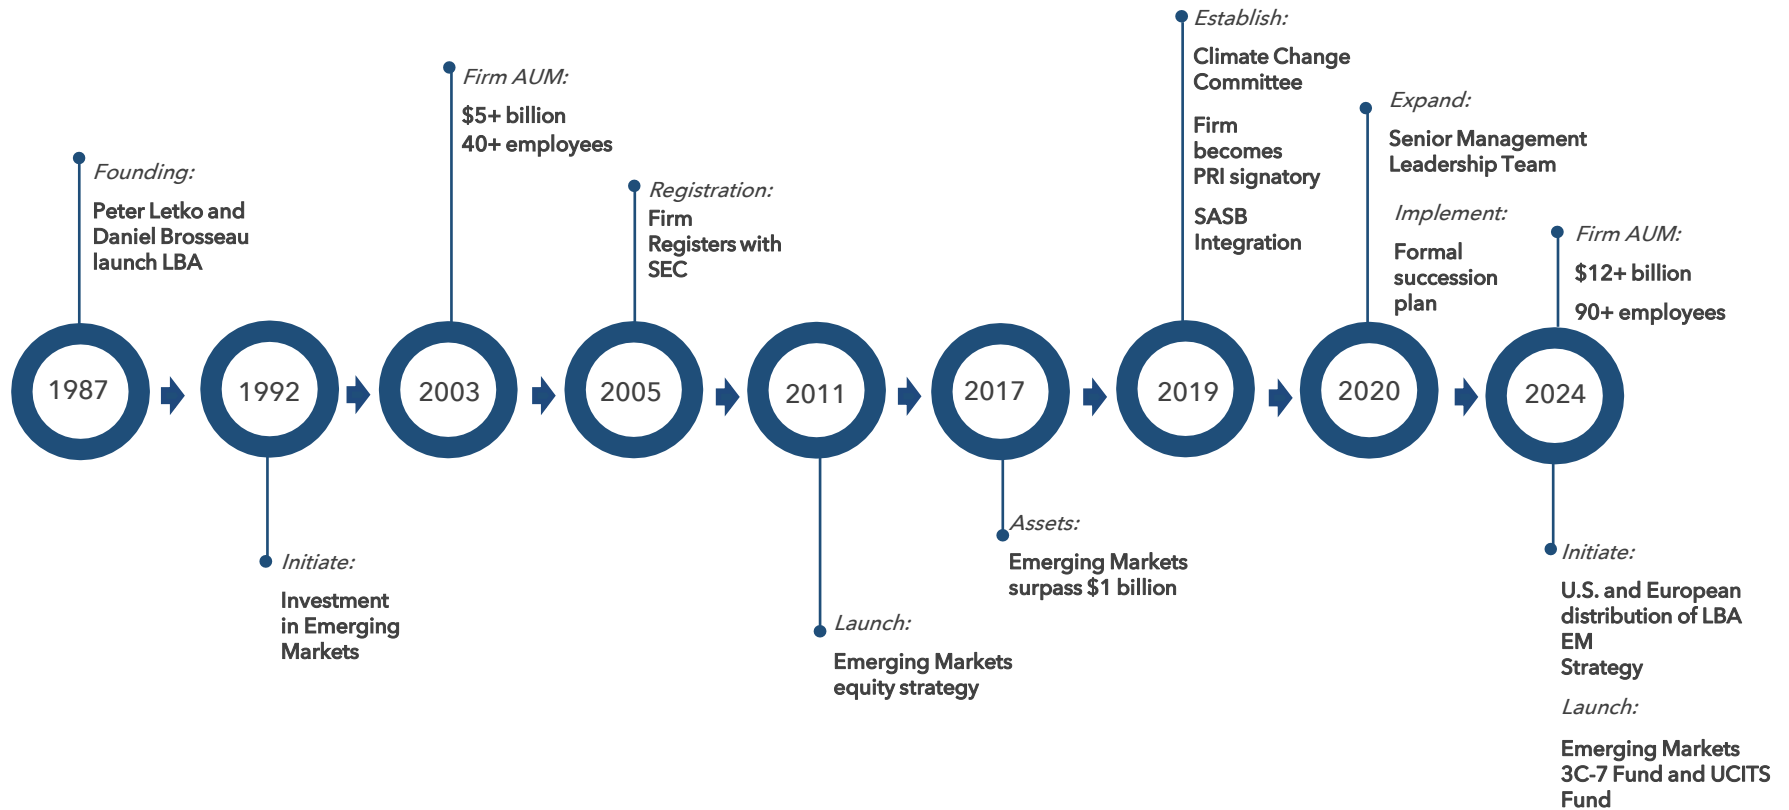 Founding:
Peter Letko and
Daniel Brosseau
launch LBA
1987
1992
Initiate:
Investment
in Emerging
Markets
Firm AUM:
$5+ billion
40+ employees
2003
Registration:
Firm
Registers with
SEC
2005
2011
Launch:
Emerging Markets
equity strategy
2017
Assets:
Emerging Markets
surpass $1 billion
Establish:
Climate Change
Committee
Firm
becomes
PRI signatory
SASB
Integration
2019
Expand:
Senior Management
Leadership Team
Implement:
Formal
succession
plan
2020
Firm AUM:
$12+ billion
90+ employees
2024
Initiate:
U.S. and European
distribution of LBA
EM
Strategy
Launch:
Emerging Markets
3C-7 Fund and UCITS
Fund